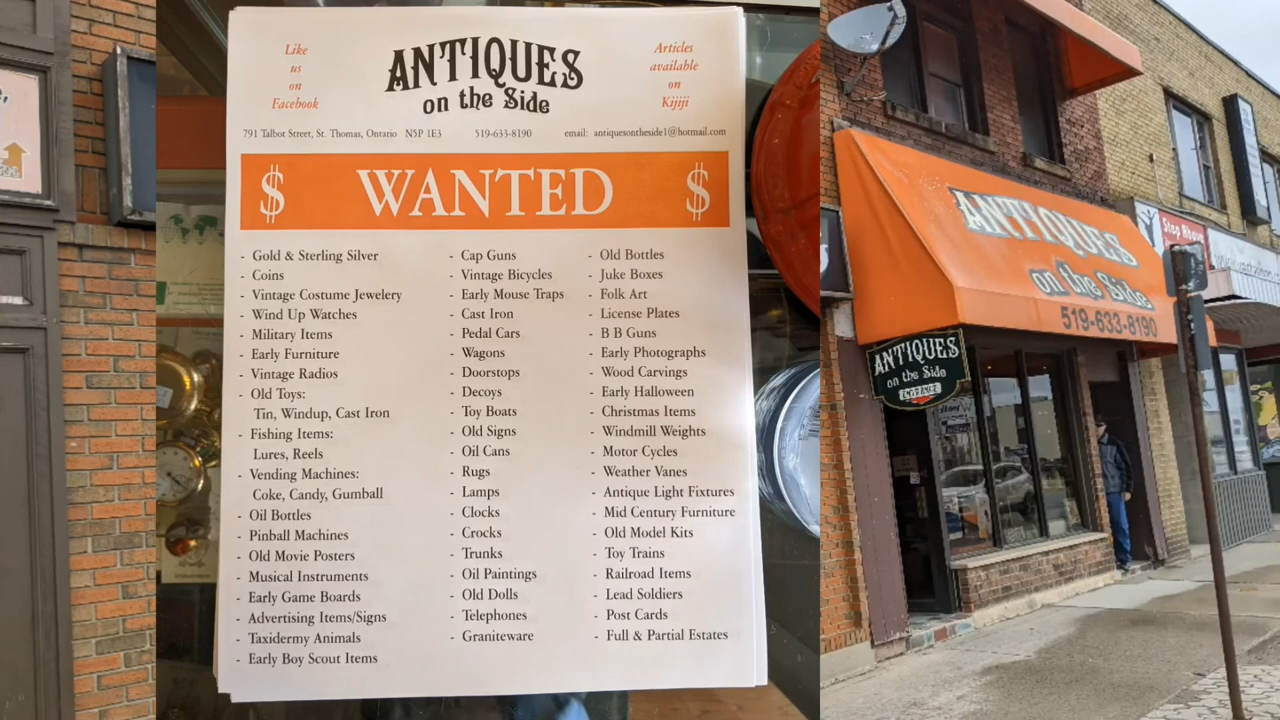 Like
us
on
Facebook
ANTIQUES
on the Side
Articles
available
on
Kijiji
791 Talbot Street, St. Thomas, Ontario N5P 1E3 519-633-8190 email: antiquesontheside1@hotmail.com
$ WANTED $
- Gold & Sterling Silver
- Coins
- Vintage Costume Jewelery
- Wind Up Watches
- Military Items
- Early Furniture
- Vintage Radios
- Old Toys:
Tin, Windup, Cast Iron
- Fishing Items:
Lures, Reels
- Vending Machines:
Coke, Candy, Gumball
- Oil Bottles
- Pinball Machines
- Old Movie Posters
- Musical Instruments
- Early Game Boards
- Advertising Items/Signs
- Taxidermy Animals
- Early Boy Scout Items
- Cap Guns
- Vintage Bicycles
- Early Mouse Traps
- Cast Iron
- Pedal Cars
- Wagons
- Doorstops
- Decoys
- Toy Boats
- Old Signs
- Oil Cans
- Rugs
- Lamps
- Clocks
- Crocks
- Trunks
- Oil Paintings
- Old Dolls
- Telephones
- Graniteware
- Old Bottles
- Juke Boxes
- Folk Art
- License Plates
- B B Guns
- Early Photographs
- Wood Carvings
- Early Halloween
- Christmas Items
- Windmill Weights
- Motor Cycles
- Weather Vanes
- Antique Light Fixtures
- Mid Century Furniture
- Old Model Kits
- Toy Trains
- Railroad Items
- Lead Soldiers
- Post Cards
- Full & Partial Estates
ANTIQUES
on the Side
519-633-8190
ANTIQUES
on the Side
ENTRANCE
Step Above